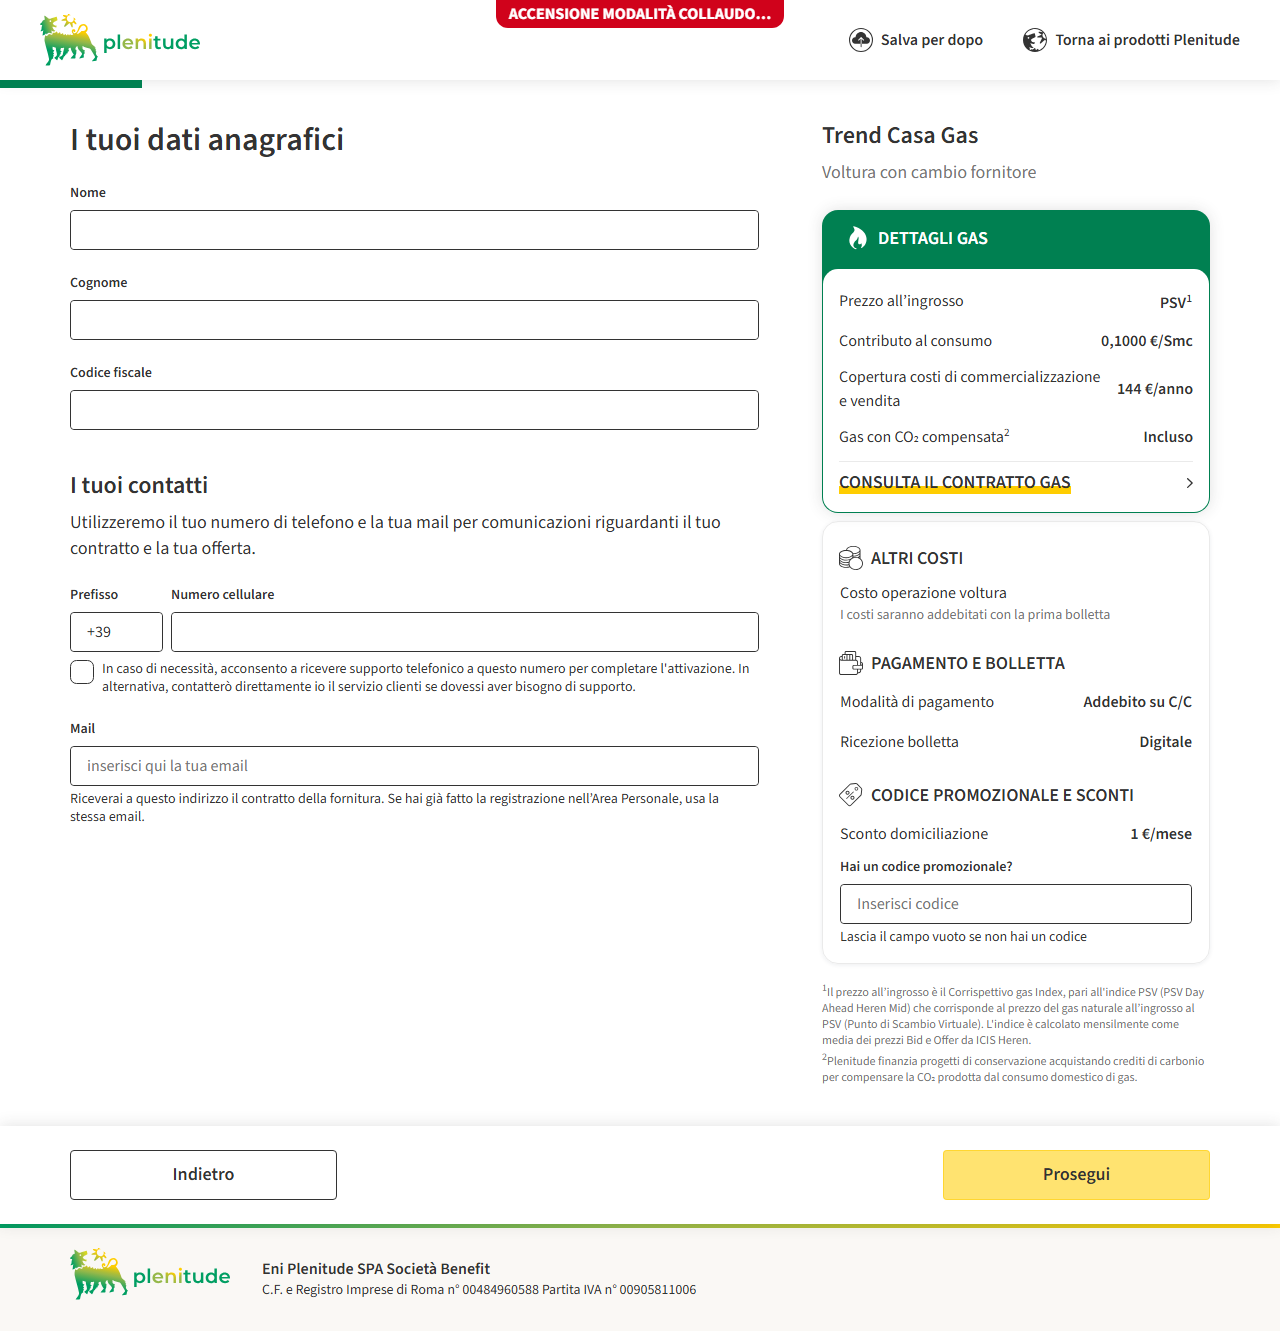 ACCENSIONE MODALITÀ COLLAUDO...
plenitude
Salva per dopo
Torna ai prodotti Plenitude
I tuoi dati anagrafici
Nome
Cognome
Codice fiscale
I tuoi contatti
Utilizzeremo il tuo numero di telefono e la tua mail per comunicazioni riguardanti il tuo
contratto e la tua offerta.
Prefisso
Numero cellulare
+39
In caso di necessità, acconsento a ricevere supporto telefonico a questo numero per completare l'attivazione. In
alternativa, contatterò direttamente io il servizio clienti se dovessi aver bisogno di supporto.
Mail
inserisci qui la tua email
Riceverai a questo indirizzo il contratto della fornitura. Se hai già fatto la registrazione nell'Area Personale, usa la
stessa email.
Trend Casa Gas
Voltura con cambio fornitore
DETTAGLI GAS
Prezzo all'ingrosso
PSV¹
Contributo al consumo
0,1000 €/Smc
Copertura costi di commercializzazione
e vendita
144 €/anno
Gas con CO₂ compensata²
Incluso
CONSULTA IL CONTRATTO GAS
ALTRI COSTI
Costo operazione voltura
I costi saranno addebitati con la prima bolletta
PAGAMENTO E BOLLETTA
Modalità di pagamento
Addebito su C/C
Ricezione bolletta
Digitale
CODICE PROMOZIONALE E SCONTI
Sconto domiciliazione
1 €/mese
Hai un codice promozionale?
Inserisci codice
Lascia il campo vuoto se non hai un codice
¹Il prezzo all'ingrosso è il Corrispettivo gas Index, pari all'indice PSV (PSV Day
Ahead Heren Mid) che corrisponde al prezzo del gas naturale all'ingrosso al
PSV (Punto di Scambio Virtuale). L'indice è calcolato mensilmente come
media dei prezzi Bid e Offer da ICIS Heren.
²Plenitude finanzia progetti di conservazione acquistando crediti di carbonio
per compensare la CO₂ prodotta dal consumo domestico di gas.
Indietro
Prosegui
plenitude
Eni Plenitude SPA Società Benefit
C.F. e Registro Imprese di Roma n° 00484960588 Partita IVA n° 00905811006